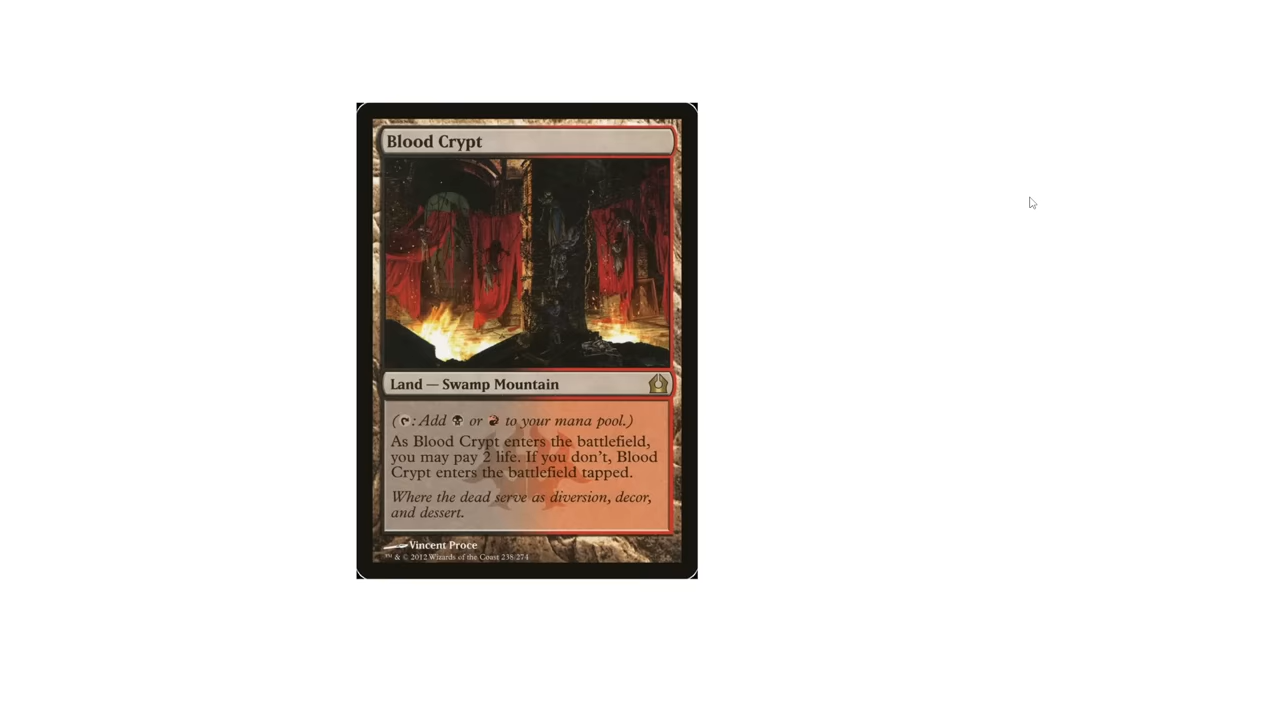 Blood Crypt
Land — Swamp Mountain
(: Add or to your mana pool.)
As Blood Crypt enters the battlefield,
you may pay 2 life. If you don't, Blood
Crypt enters the battlefield tapped.
Where the dead serve as diversion, decor,
and dessert.
Vincent Proce
™ & © 2012 Wizards of the Coast 238/274